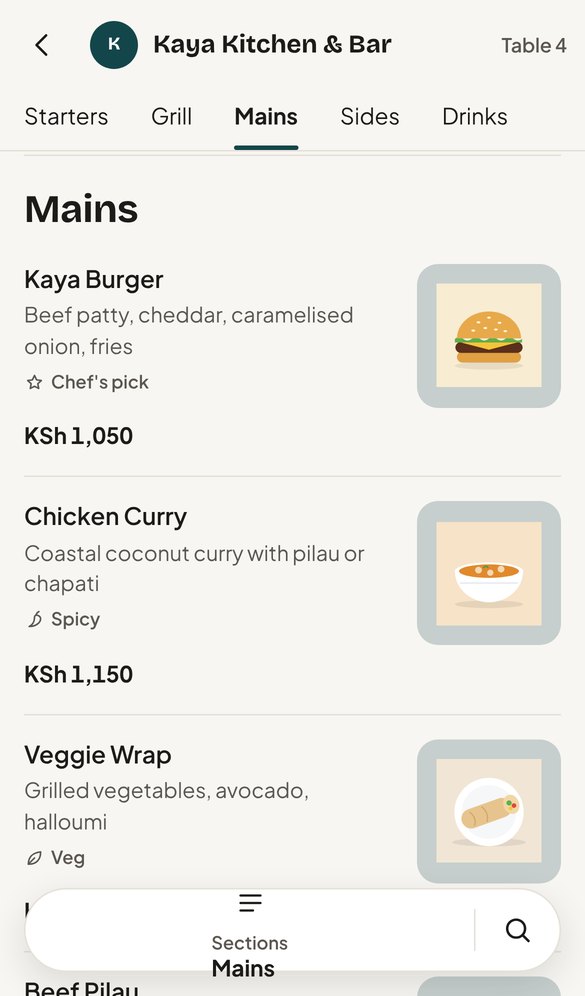 K
Kaya Kitchen & Bar
Table 4
Starters
Grill
Mains
Sides
Drinks
Mains
Kaya Burger
Beef patty, cheddar, caramelised
onion, fries
Chef's pick
KSh 1,050
Chicken Curry
Coastal coconut curry with pilau or
chapati
Spicy
KSh 1,150
Veggie Wrap
Grilled vegetables, avocado,
halloumi
Veg
Sections
Mains
Beef Pilau